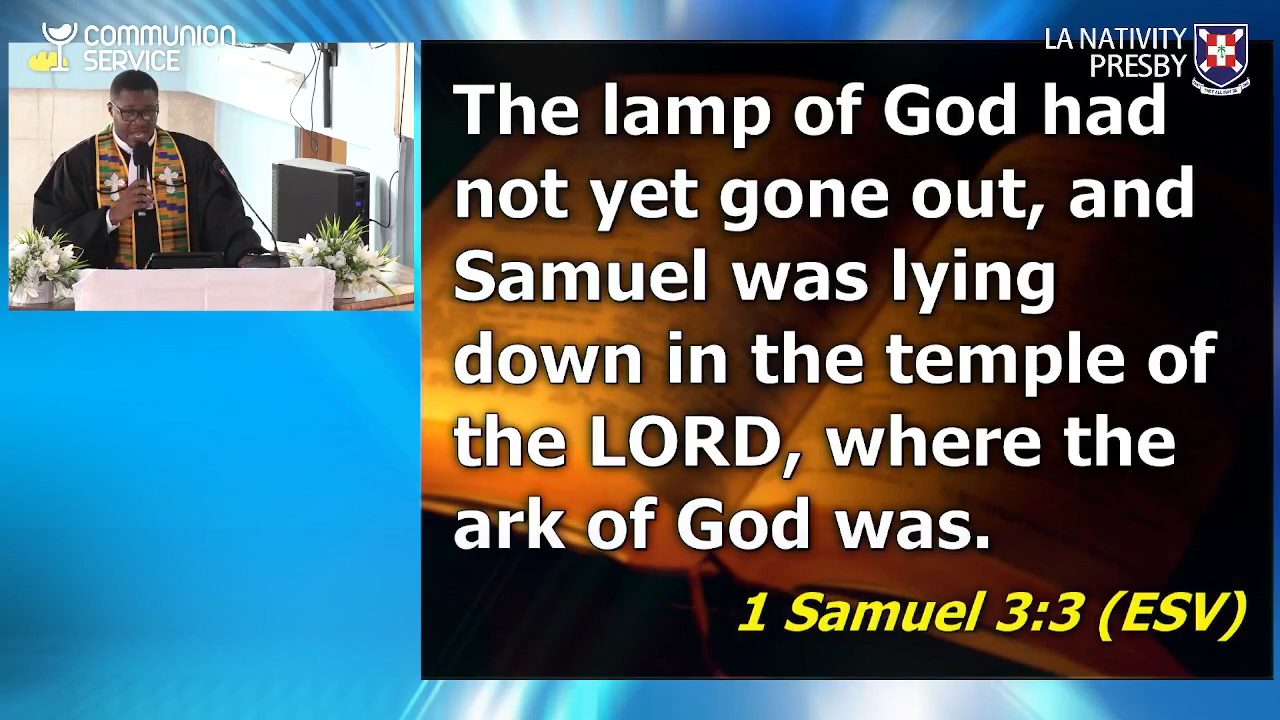 COMMUNION
SERVICE
LA NATIVITY
PRESBY
The lamp of God had
not yet gone out, and
Samuel was lying
down in the temple of
the LORD, where the
ark of God was.
1 Samuel 3:3 (ESV)